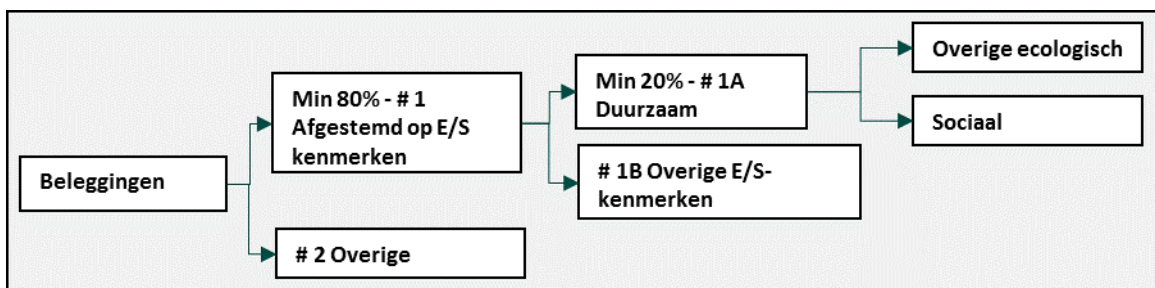 Beleggingen
Min 80% - # 1
Afgestemd op E/S
kenmerken
# 2 Overige
Min 20% - # 1A
Duurzaam
# 1B Overige E/S-
kenmerken
Overige ecologisch
Sociaal